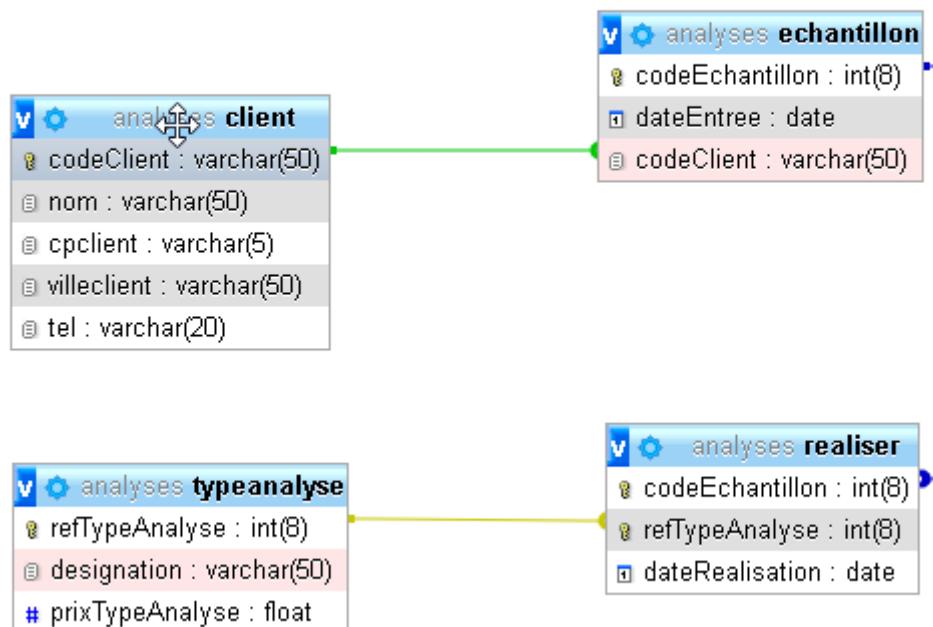 analyses client
codeClient : varchar(50)
nom : varchar(50)
cpclient : varchar(5)
villeclient : varchar(50)
tel : varchar(20)
analyses echantillon
codeEchantillon : int(8)
dateEntree : date
codeClient : varchar(50)
analyses typeanalyse
refTypeAnalyse : int(8)
designation : varchar(50)
# prixTypeAnalyse : float
analyses realiser
codeEchantillon : int(8)
refTypeAnalyse : int(8)
dateRealisation : date